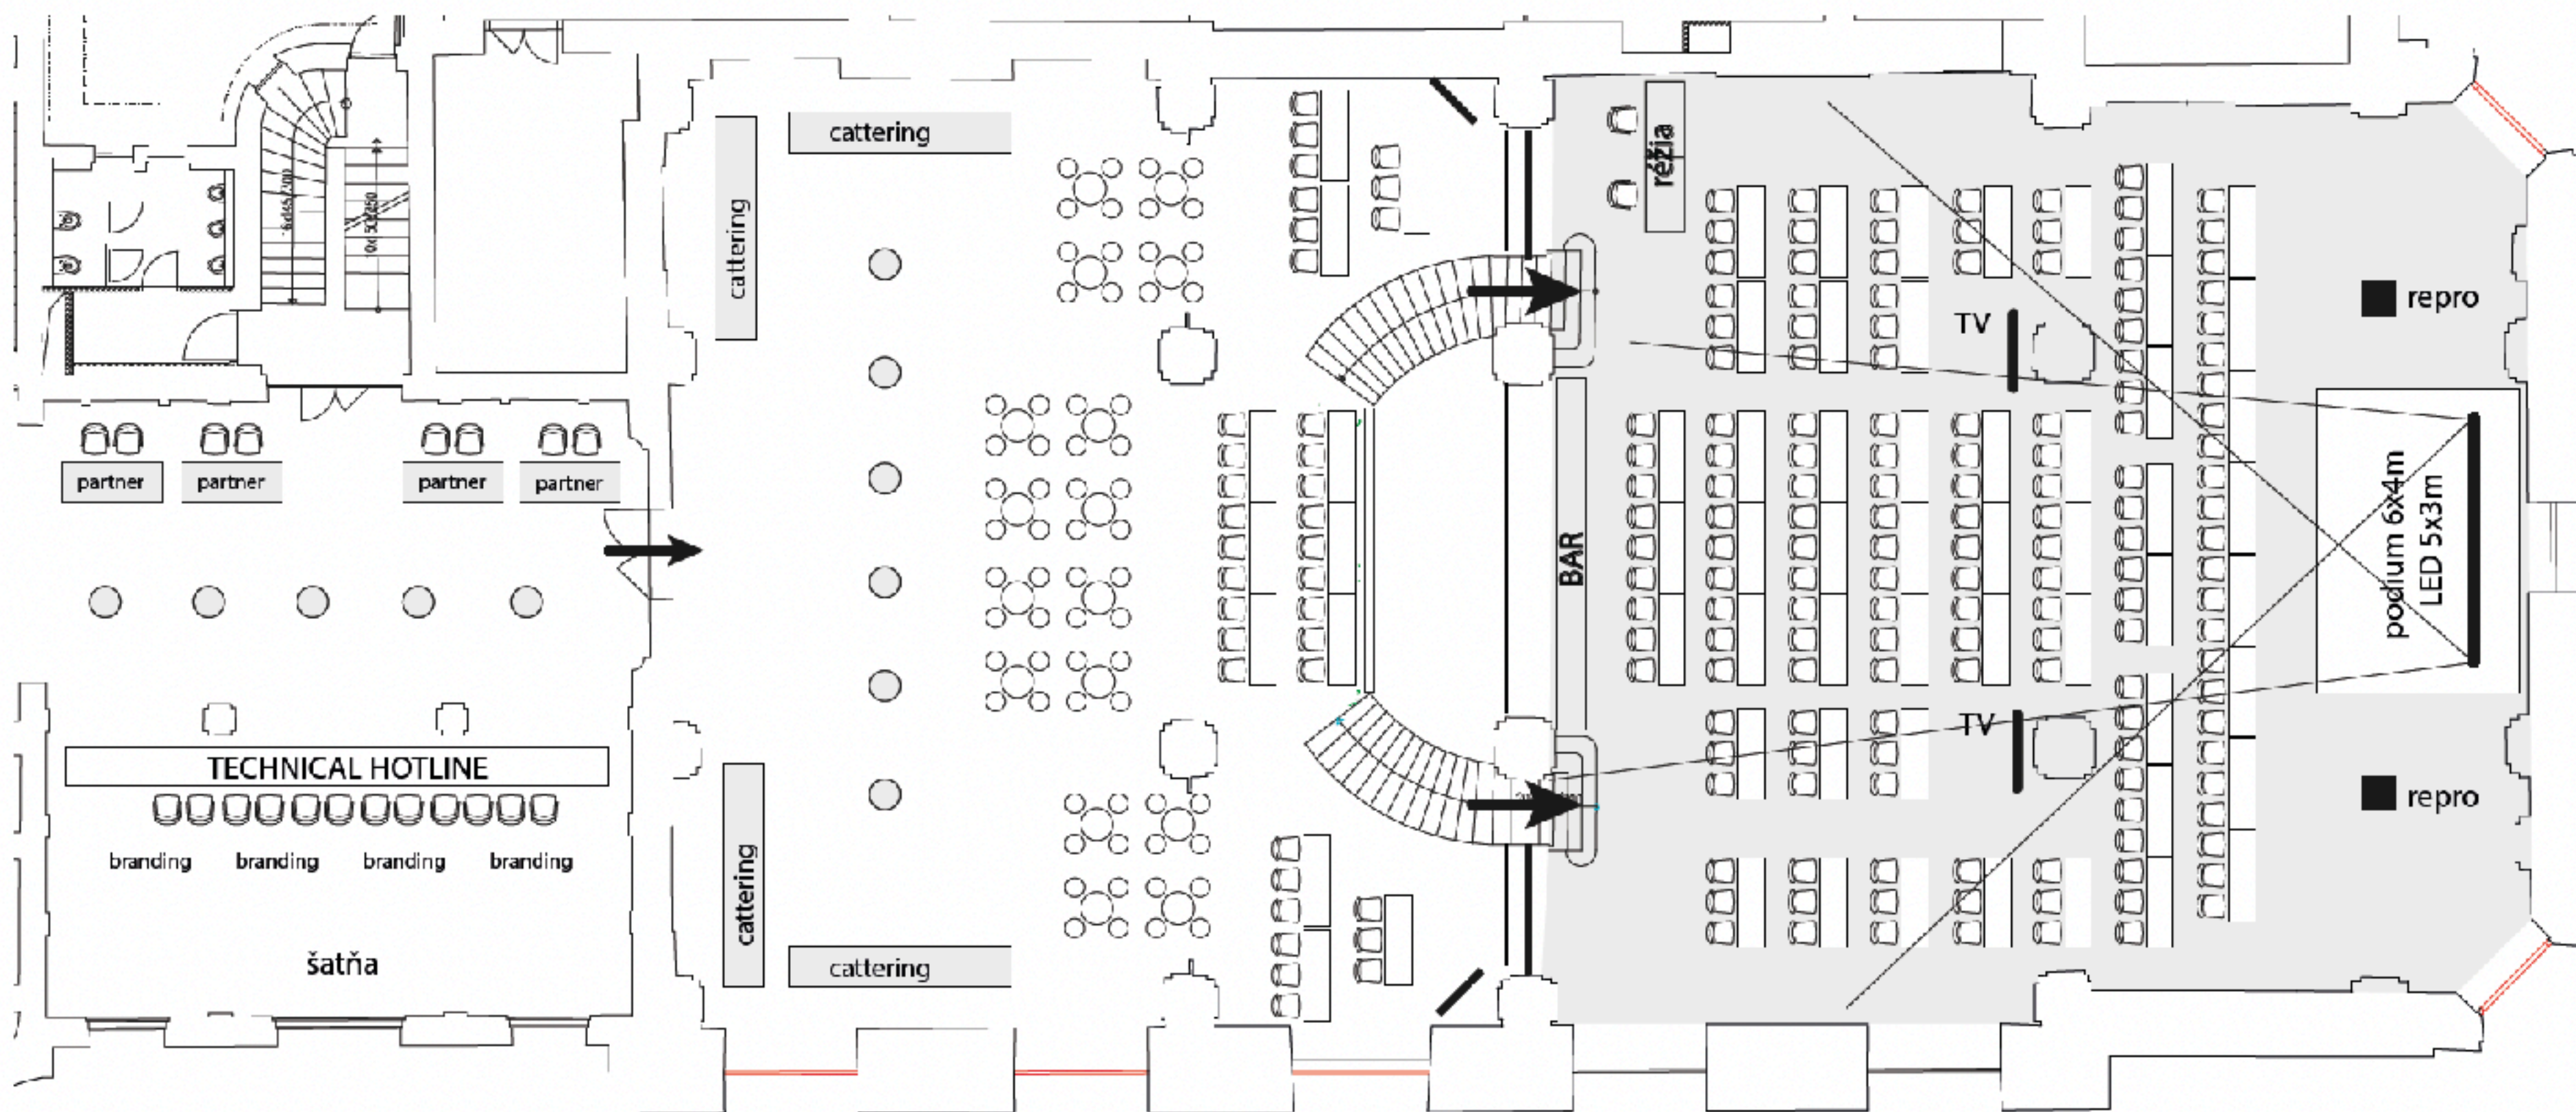 cattering
cattering
réžia
TV
repro
partner
partner
partner
partner
BAR
podium 6x4m
LED 5x3m
TECHNICAL HOTLINE
TV
repro
branding
branding
branding
branding
cattering
šatňa
cattering